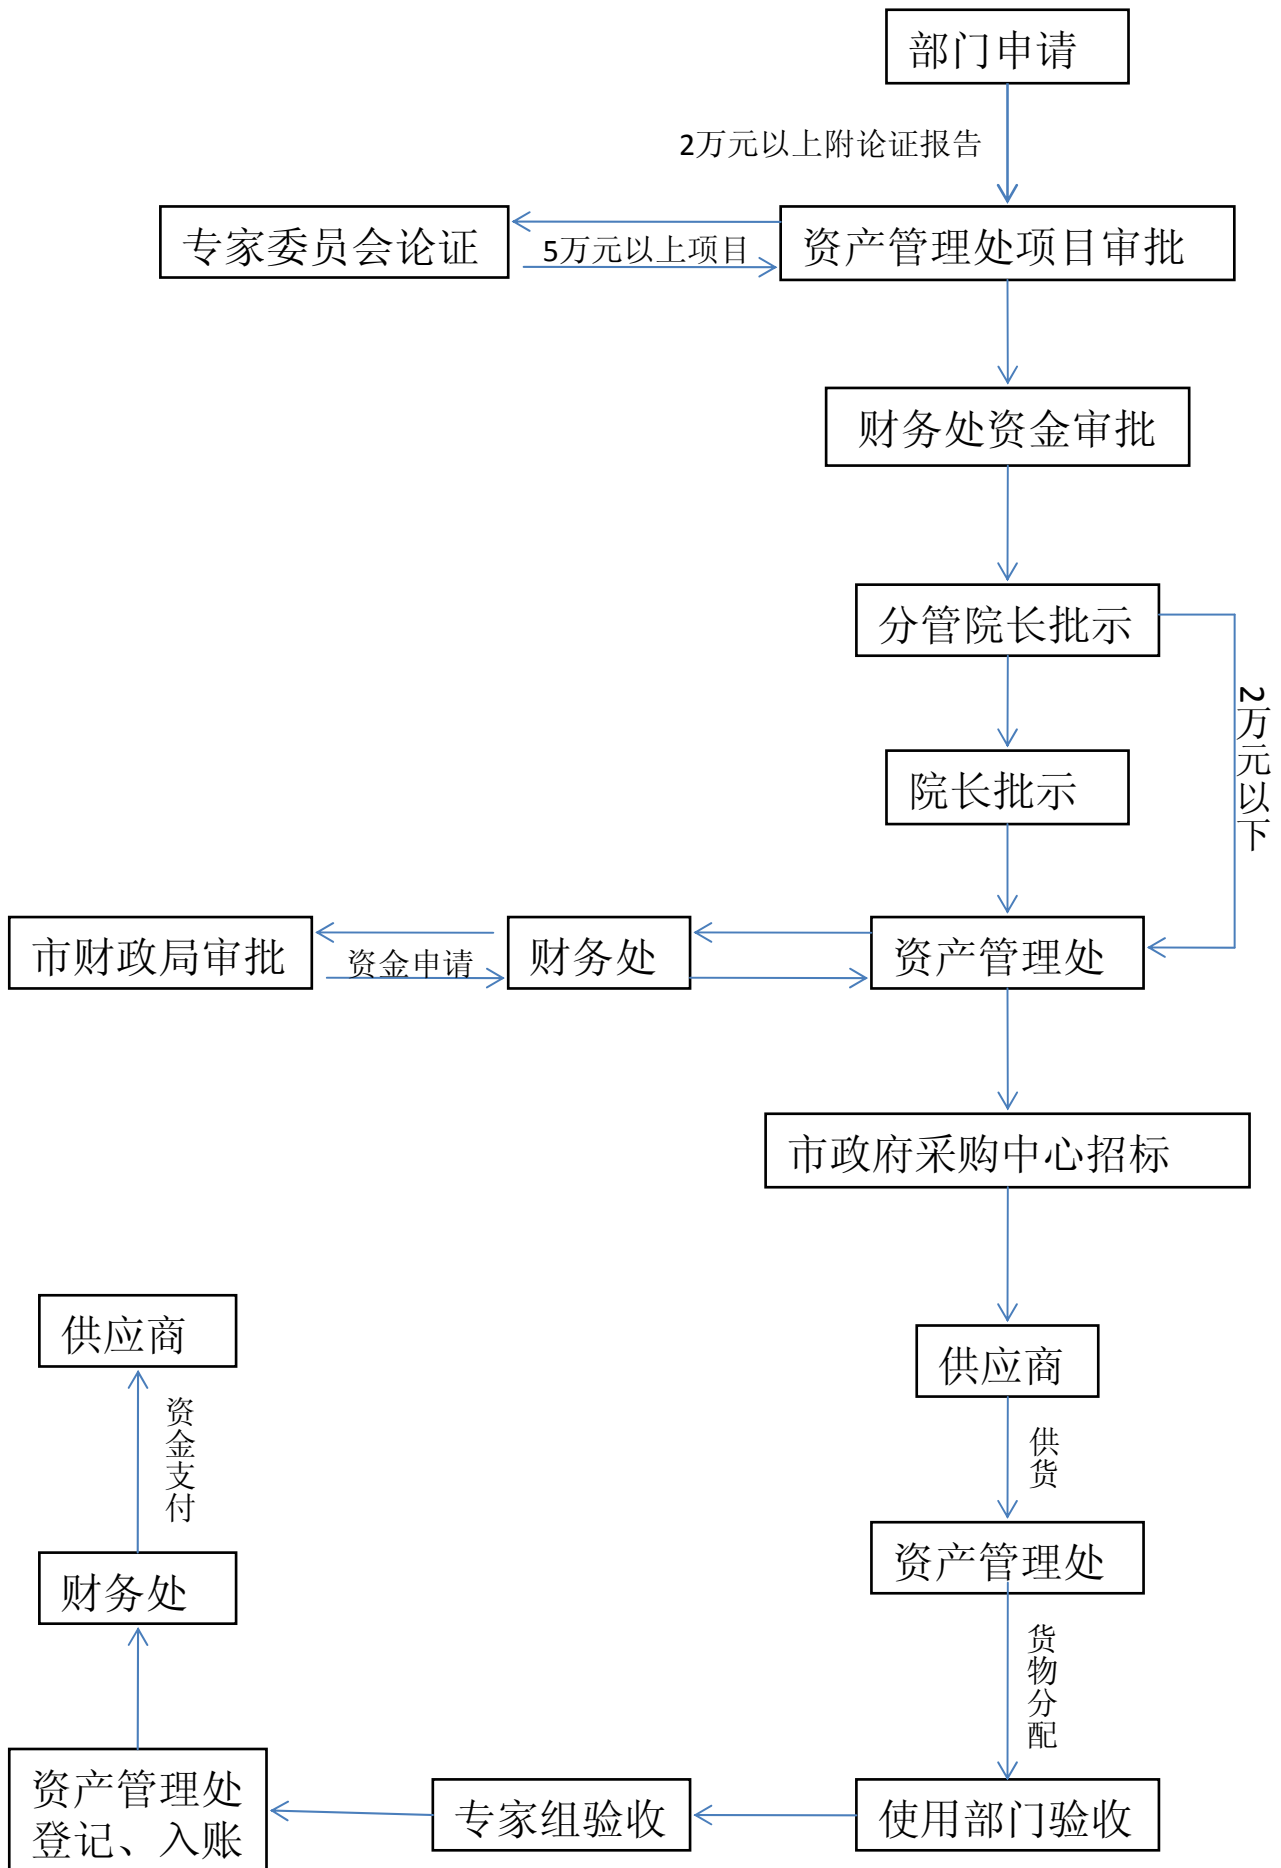 部门申请
2万元以上附论证报告
专家委员会论证
5万元以上项目
资产管理处项目审批
财务处资金审批
分管院长批示
2万元以下
院长批示
市财政局审批
资金申请
财务处
资产管理处
市政府采购中心招标
供应商
供应商
资金支付
供货
财务处
资产管理处
货物分配
资产管理处
登记、入账
专家组验收
使用部门验收